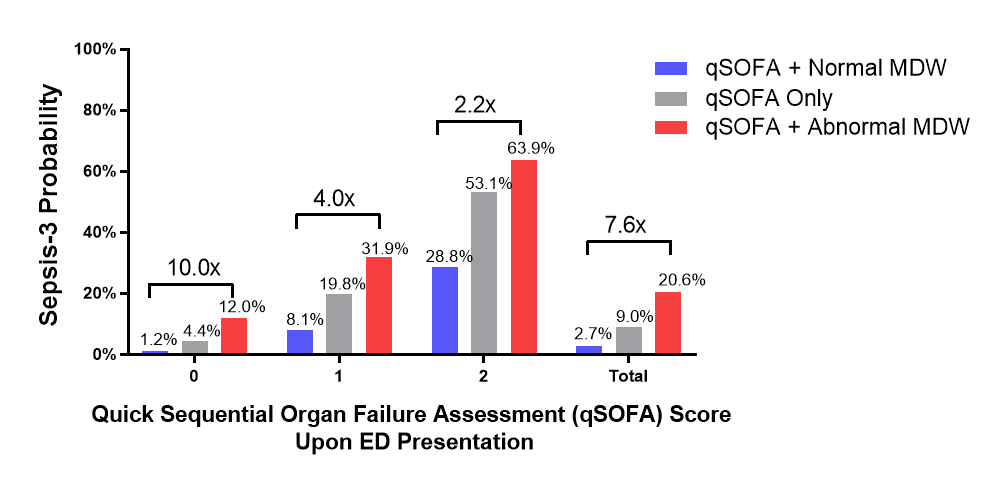 100%
80%
60%
40%
20%
0%
Sepsis-3 Probability
qSOFA + Normal MDW
qSOFA Only
qSOFA + Abnormal MDW
10.0x
1.2%
4.4%
12.0%
4.0x
8.1%
19.8%
31.9%
2.2x
28.8%
53.1%
63.9%
7.6x
2.7%
9.0%
20.6%
0
1
2
Total
Quick Sequential Organ Failure Assessment (qSOFA) Score
Upon ED Presentation